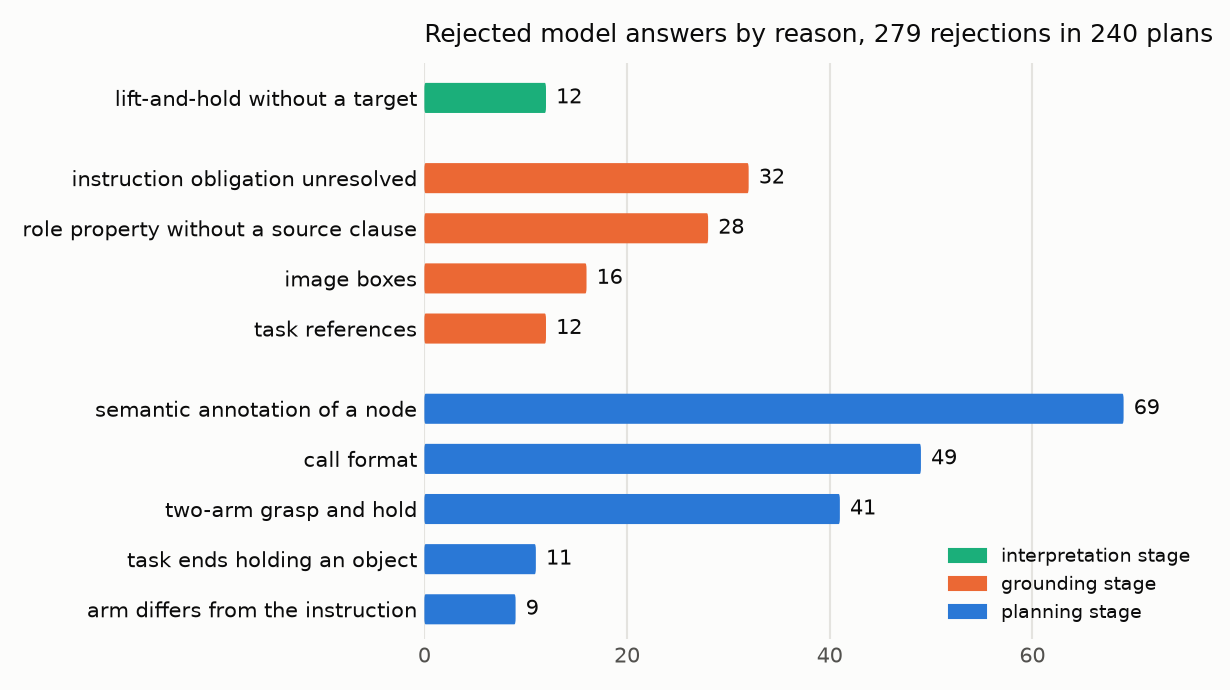 Rejected model answers by reason, 279 rejections in 240 plans
lift-and-hold without a target 12
instruction obligation unresolved 32
role property without a source clause 28
image boxes 16
task references 12
semantic annotation of a node 69
call format 49
two-arm grasp and hold 41
task ends holding an object 11
arm differs from the instruction 9
interpretation stage
grounding stage
planning stage
0 20 40 60